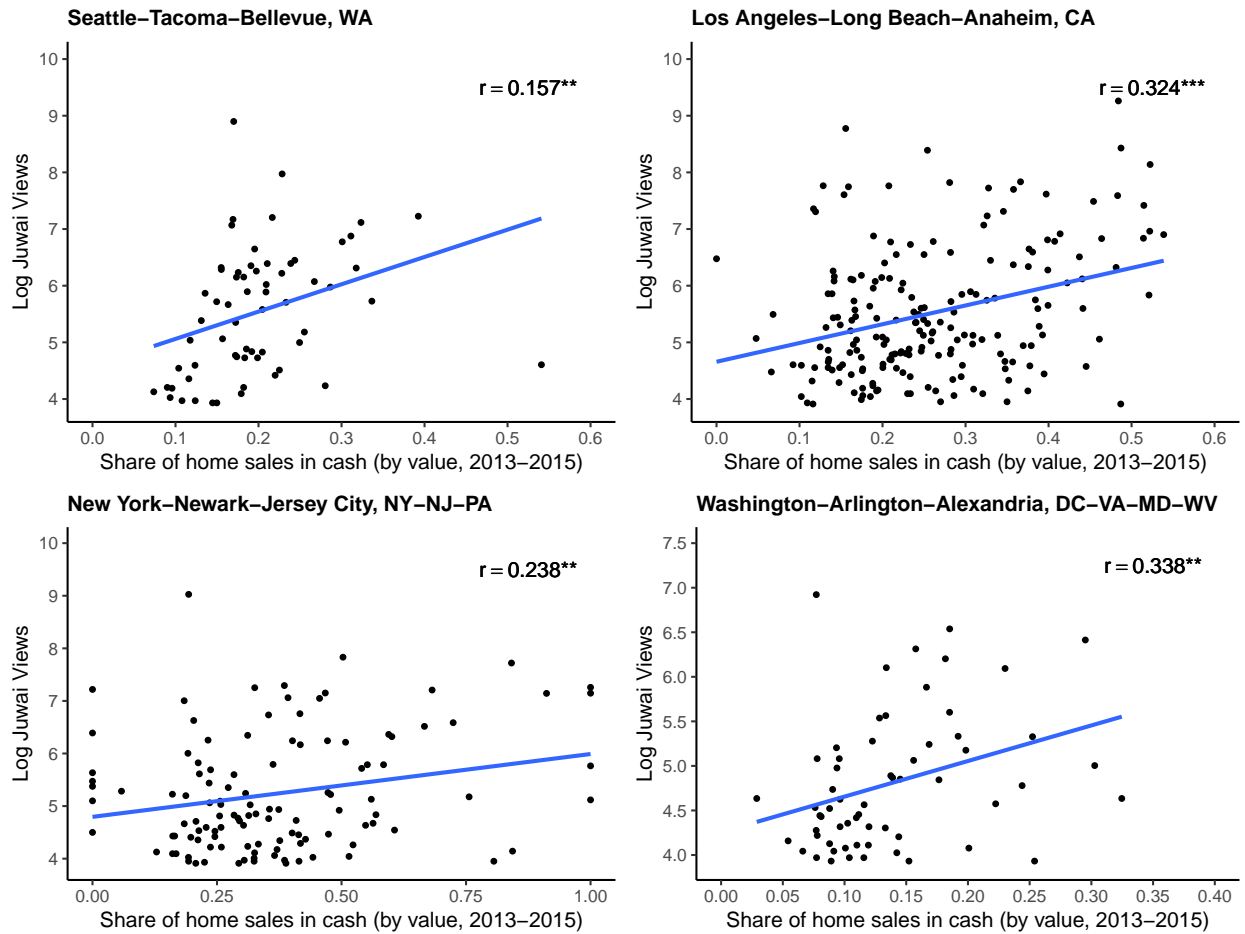 Seattle−Tacoma−Bellevue, WA
10
9
8
7
6
5
4
Log Juwai Views
r = 0.157**
0.0 0.1 0.2 0.3 0.4 0.5 0.6
Share of home sales in cash (by value, 2013−2015)
Los Angeles−Long Beach−Anaheim, CA
10
9
8
7
6
5
4
Log Juwai Views
r = 0.324***
0.0 0.1 0.2 0.3 0.4 0.5 0.6
Share of home sales in cash (by value, 2013−2015)
New York−Newark−Jersey City, NY−NJ−PA
10
9
8
7
6
5
4
Log Juwai Views
r = 0.238**
0.00 0.25 0.50 0.75 1.00
Share of home sales in cash (by value, 2013−2015)
Washington−Arlington−Alexandria, DC−VA−MD−WV
7.5
7.0
6.5
6.0
5.5
5.0
4.5
4.0
Log Juwai Views
r = 0.338**
0.00 0.05 0.10 0.15 0.20 0.25 0.30 0.35 0.40
Share of home sales in cash (by value, 2013−2015)